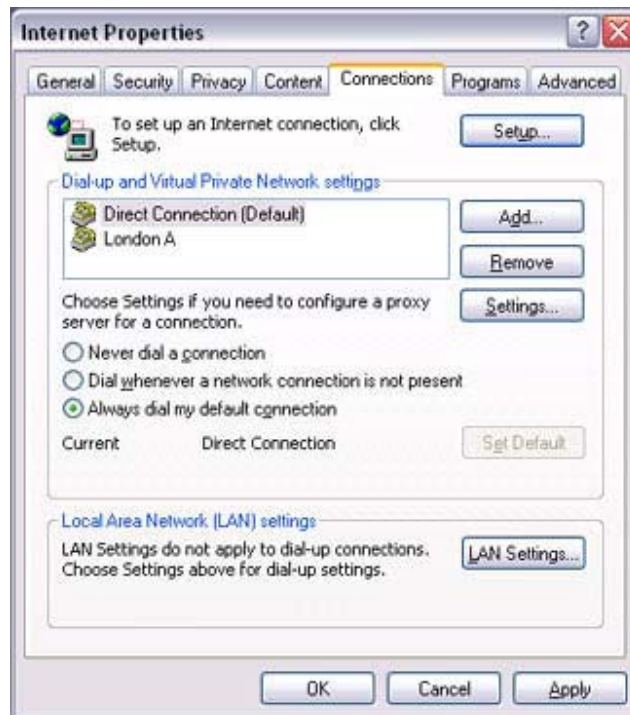 Internet Properties
General Security Privacy Content Connections Programs Advanced
To set up an Internet connection, click
Setup.
Setup...
Dial-up and Virtual Private Network settings
Direct Connection (Default)
London A
Add...
Remove
Choose Settings if you need to configure a proxy
server for a connection.
Settings...
Never dial a connection
Dial whenever a network connection is not present
Always dial my default connection
Current Direct Connection
Set Default
Local Area Network (LAN) settings
LAN Settings do not apply to dial-up connections.
Choose Settings above for dial-up settings.
LAN Settings...
OK Cancel Apply